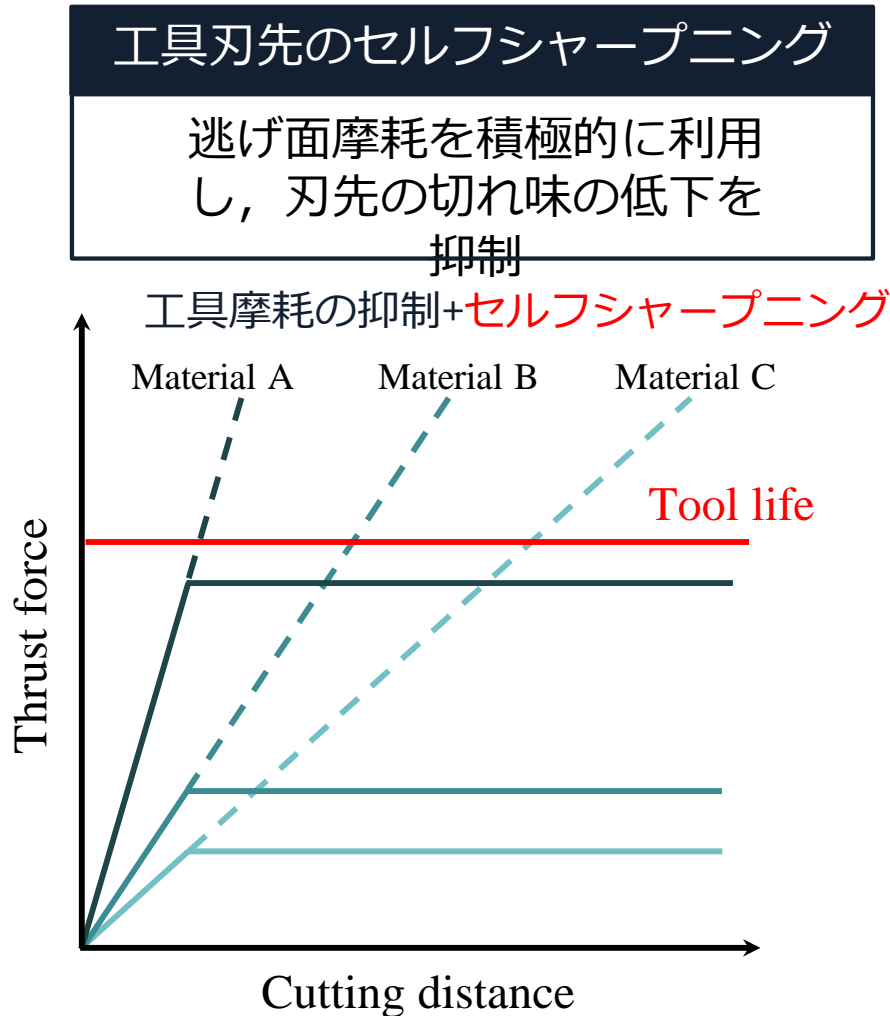 工具刃先のセルフシャープニング
逃げ面摩耗を積極的に利用
し，刃先の切れ味の低下を
抑制
工具摩耗の抑制+セルフシャープニング
Material A
Material B
Material C
Tool life
Thrust force
Cutting distance